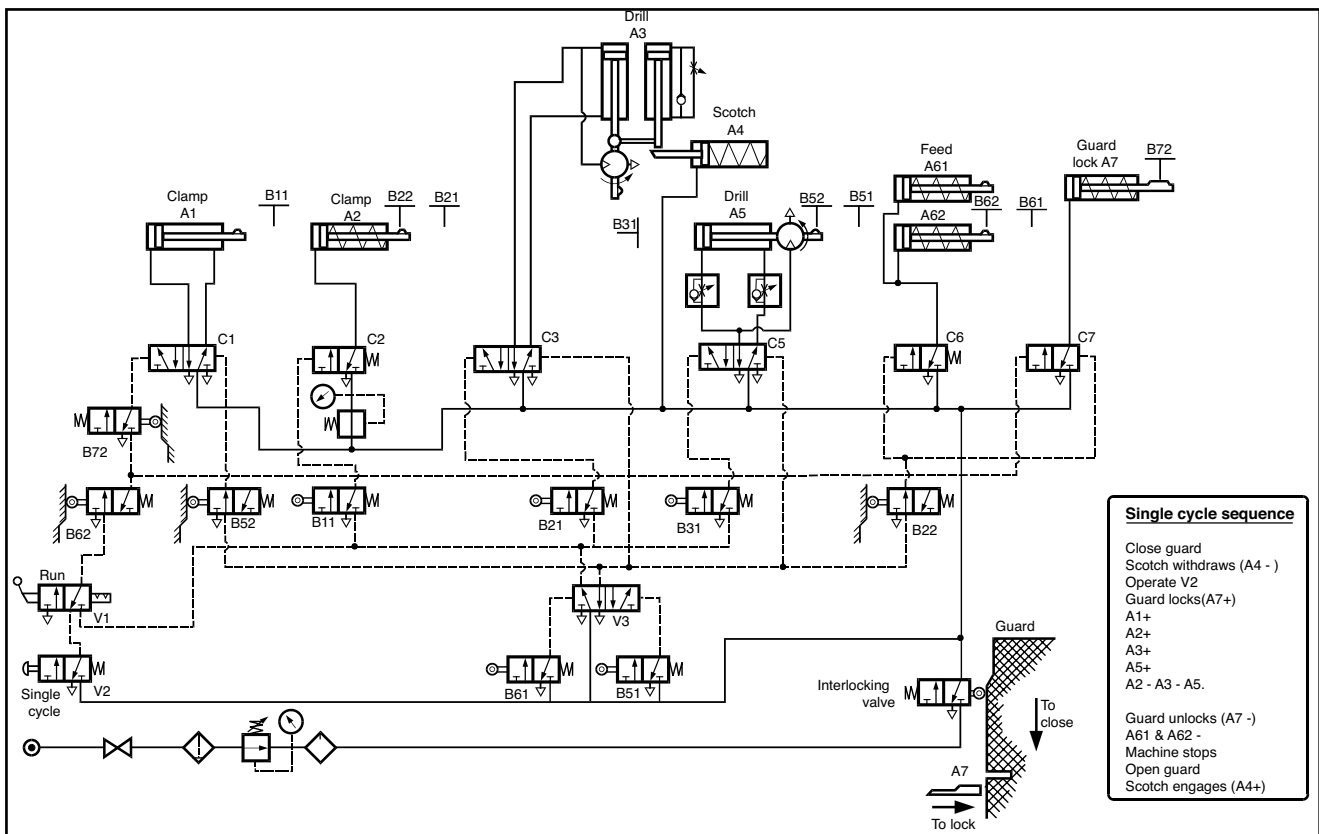 Drill
A3
Scotch
A4
Feed
A61
Guard
lock A7
B72
Clamp
A1
B11
Clamp
A2
B22
B21
B31
Drill
A5
B52
B51
A62
B62
B61
C1
C2
C3
C5
C6
C7
B72
B62
B52
B11
B21
B31
B22
Run
V1
V3
Single
cycle
V2
B61
B51
Interlocking
valve
Guard
To
close
A7
To lock
Single cycle sequence
Close guard
Scotch withdraws (A4 - )
Operate V2
Guard locks(A7+)
A1+
A2+
A3+
A5+
A2 - A3 - A5.
Guard unlocks (A7 -)
A61 & A62 -
Machine stops
Open guard
Scotch engages (A4+)